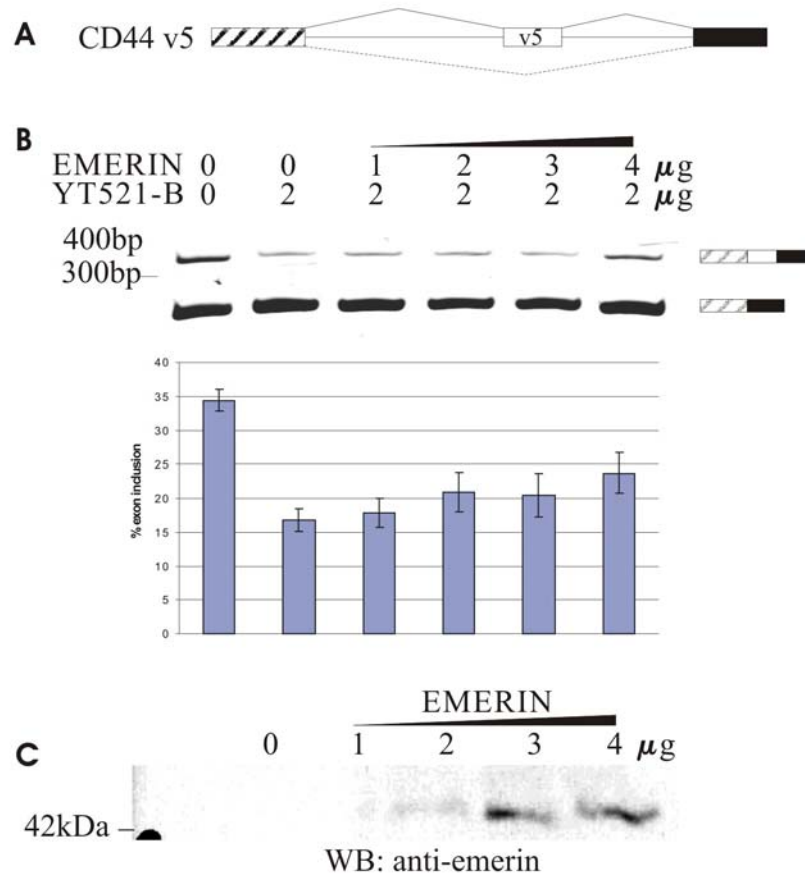 A
CD44 v5
v5
B
EMERIN 0 0 1 2 3 4 μg
YT521-B 0 2 2 2 2 2 μg
400bp
300bp
40
35
30
25
20
15
10
5
0
% exon inclusion
EMERIN
0 1 2 3 4 μg
C
42kDa
WB: anti-emerin